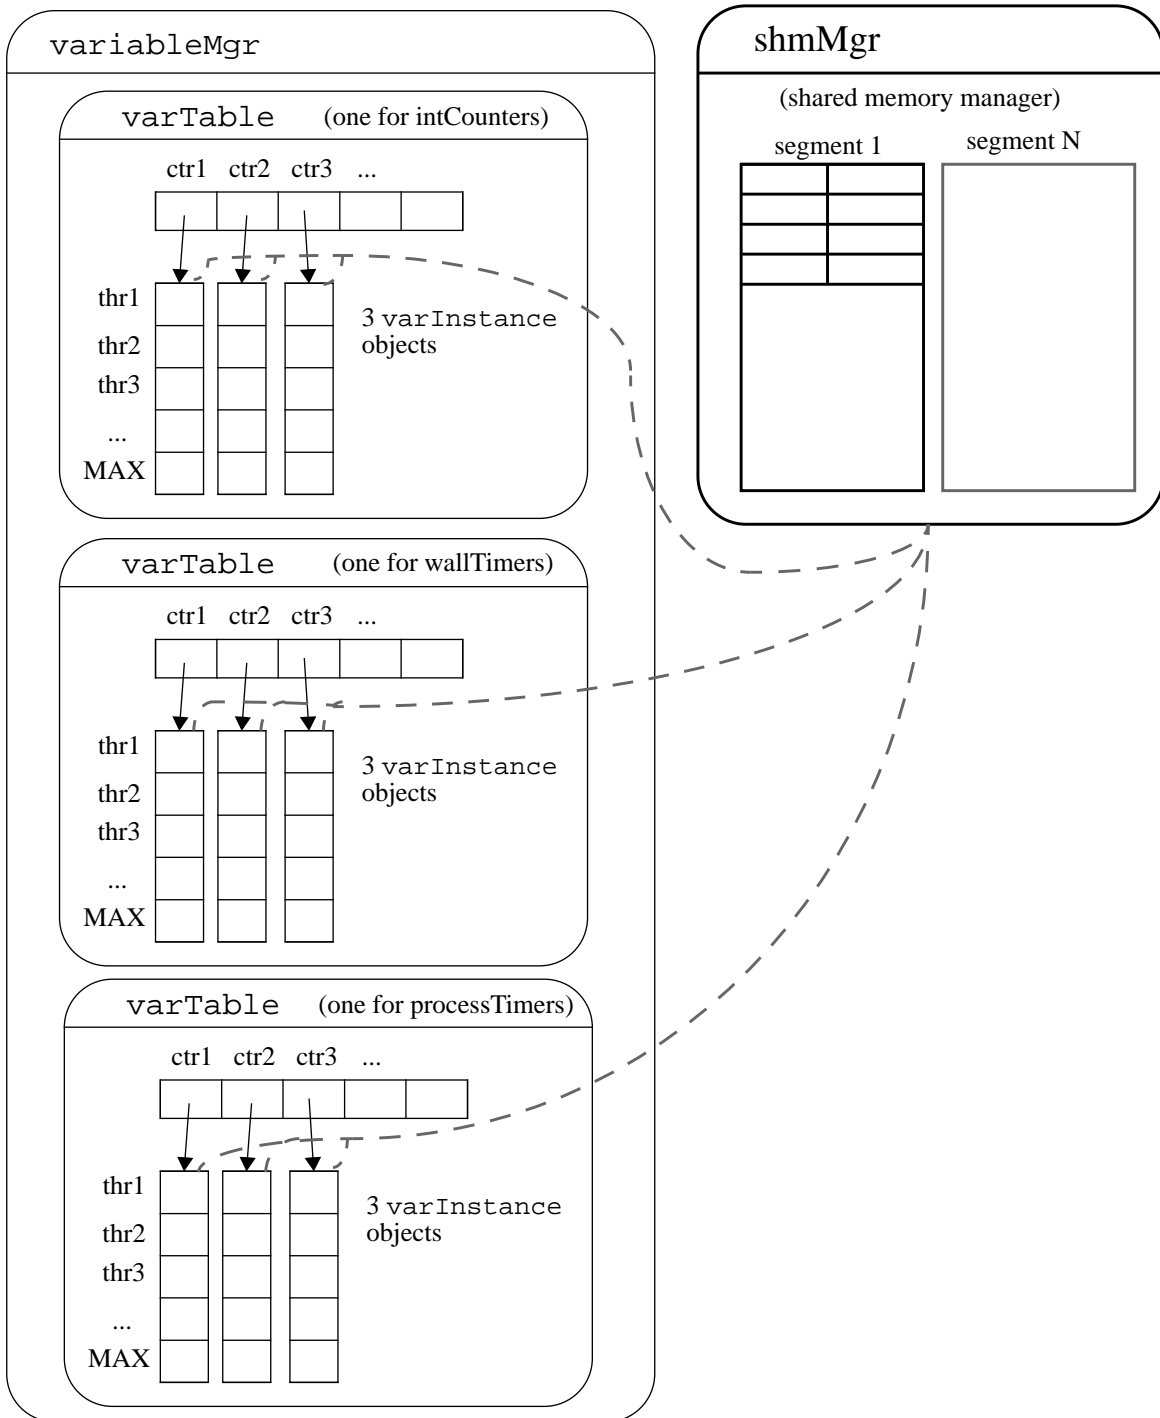 variableMgr
varTable (one for intCounters)
ctr1 ctr2 ctr3 ...
thr1
thr2
thr3
...
MAX
3 varInstance
objects
varTable (one for wallTimers)
ctr1 ctr2 ctr3 ...
thr1
thr2
thr3
...
MAX
3 varInstance
objects
varTable (one for processTimers)
ctr1 ctr2 ctr3 ...
thr1
thr2
thr3
...
MAX
3 varInstance
objects
shmMgr
(shared memory manager)
segment 1 segment N